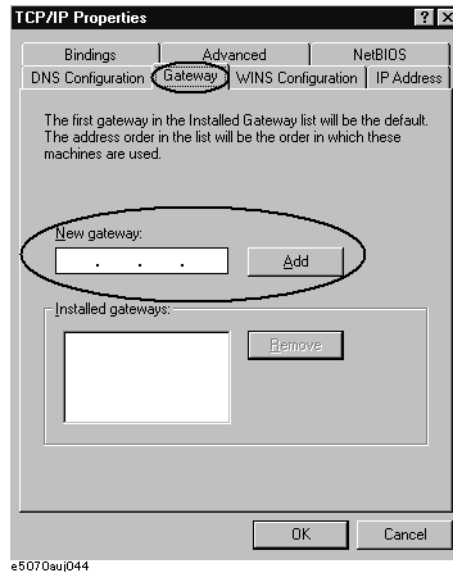 TCP/IP Properties
? ×
Bindings Advanced NetBIOS
DNS Configuration Gateway WINS Configuration IP Address
The first gateway in the Installed Gateway list will be the default.
The address order in the list will be the order in which these
machines are used.
New gateway:
. . .
Add
Installed gateways:
Remove
OK Cancel
e5070auj044